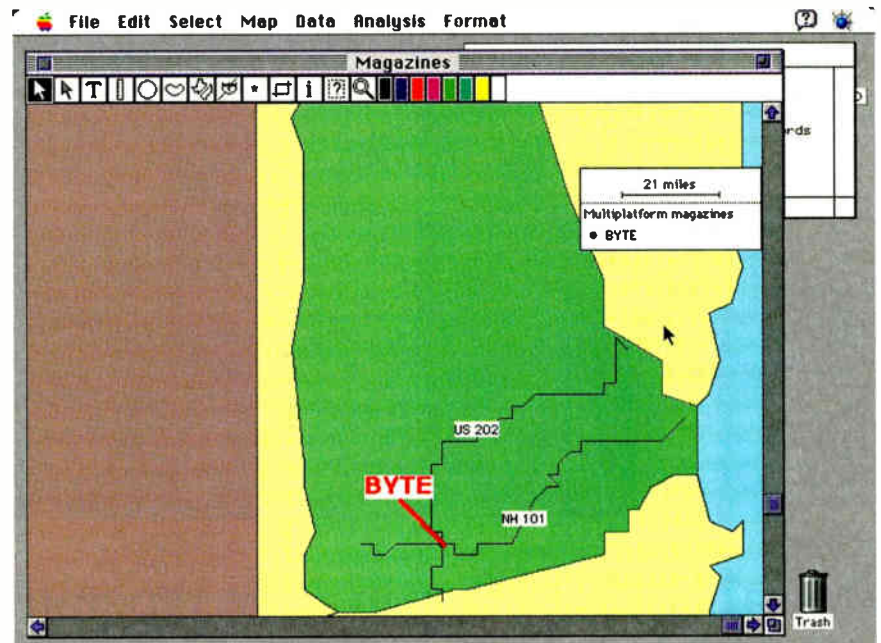 File Edit Select Map Data Analysis Format
Magazines
T
i
?
rds
21 miles
Multiplatform magazines
BYTE
US 202
BYTE
NH 101
Trash